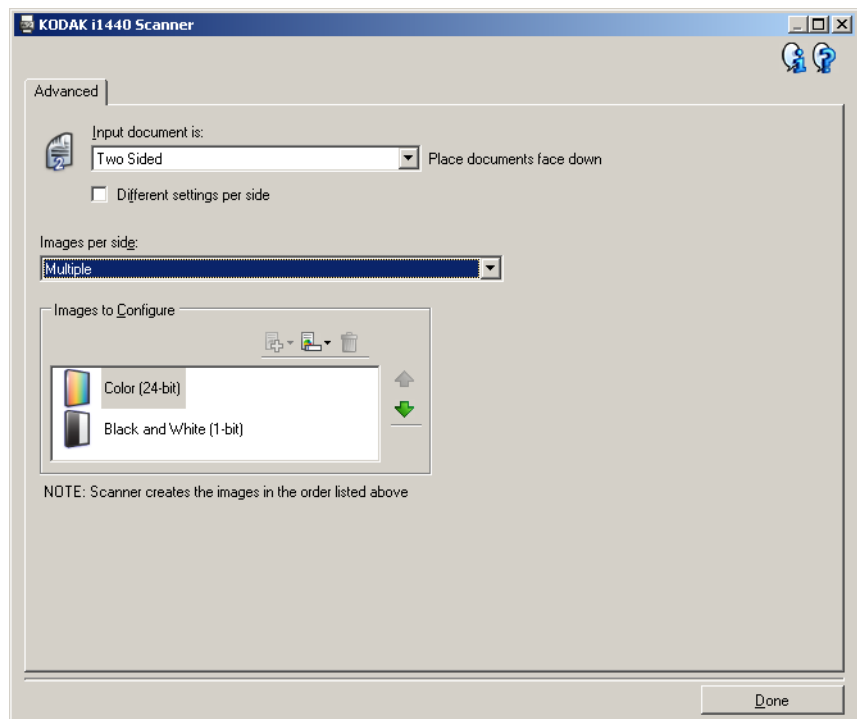 KODAK i1440 Scanner
Advanced
Input document is:
Two Sided
Place documents face down
Different settings per side
Images per side:
Multiple
Images to Configure
Color (24-bit)
Black and White (1-bit)
NOTE: Scanner creates the images in the order listed above
Done